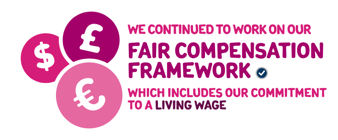 $
£
€
WE CONTINUED TO WORK ON OUR
FAIR COMPENSATION
FRAMEWORK
WHICH INCLUDES OUR COMMITMENT
TO A LIVING WAGE